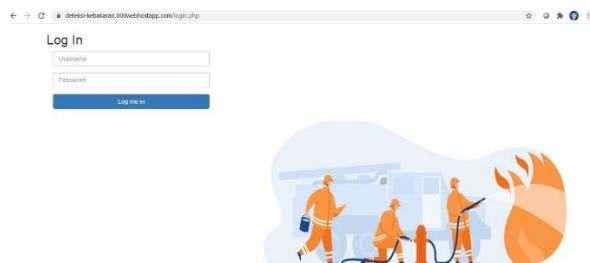 deteksi-kebakaran.000webhostapp.com/login.php
Log In
Username
Password
Log me in